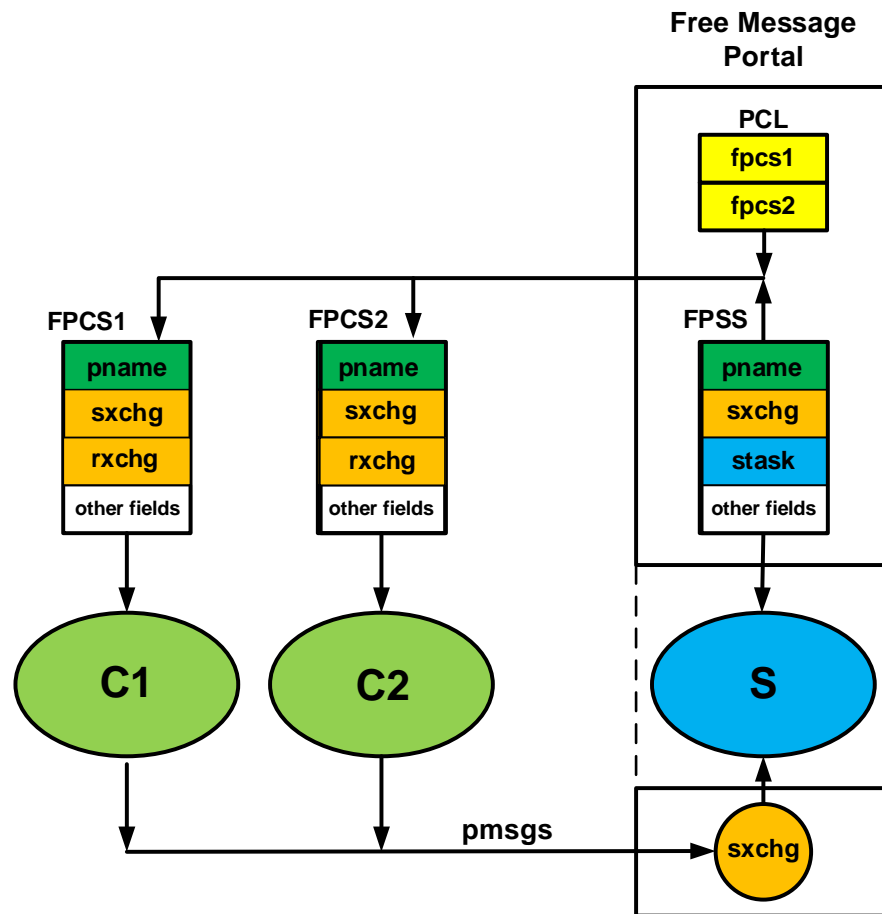 Free Message
Portal
PCL
fpcs1
fpcs2
FPCS1
pname
sxchg
rxchg
other fields
FPCS2
pname
sxchg
rxchg
other fields
FPSS
pname
sxchg
stask
other fields
C1
C2
S
pmsgs
sxchg